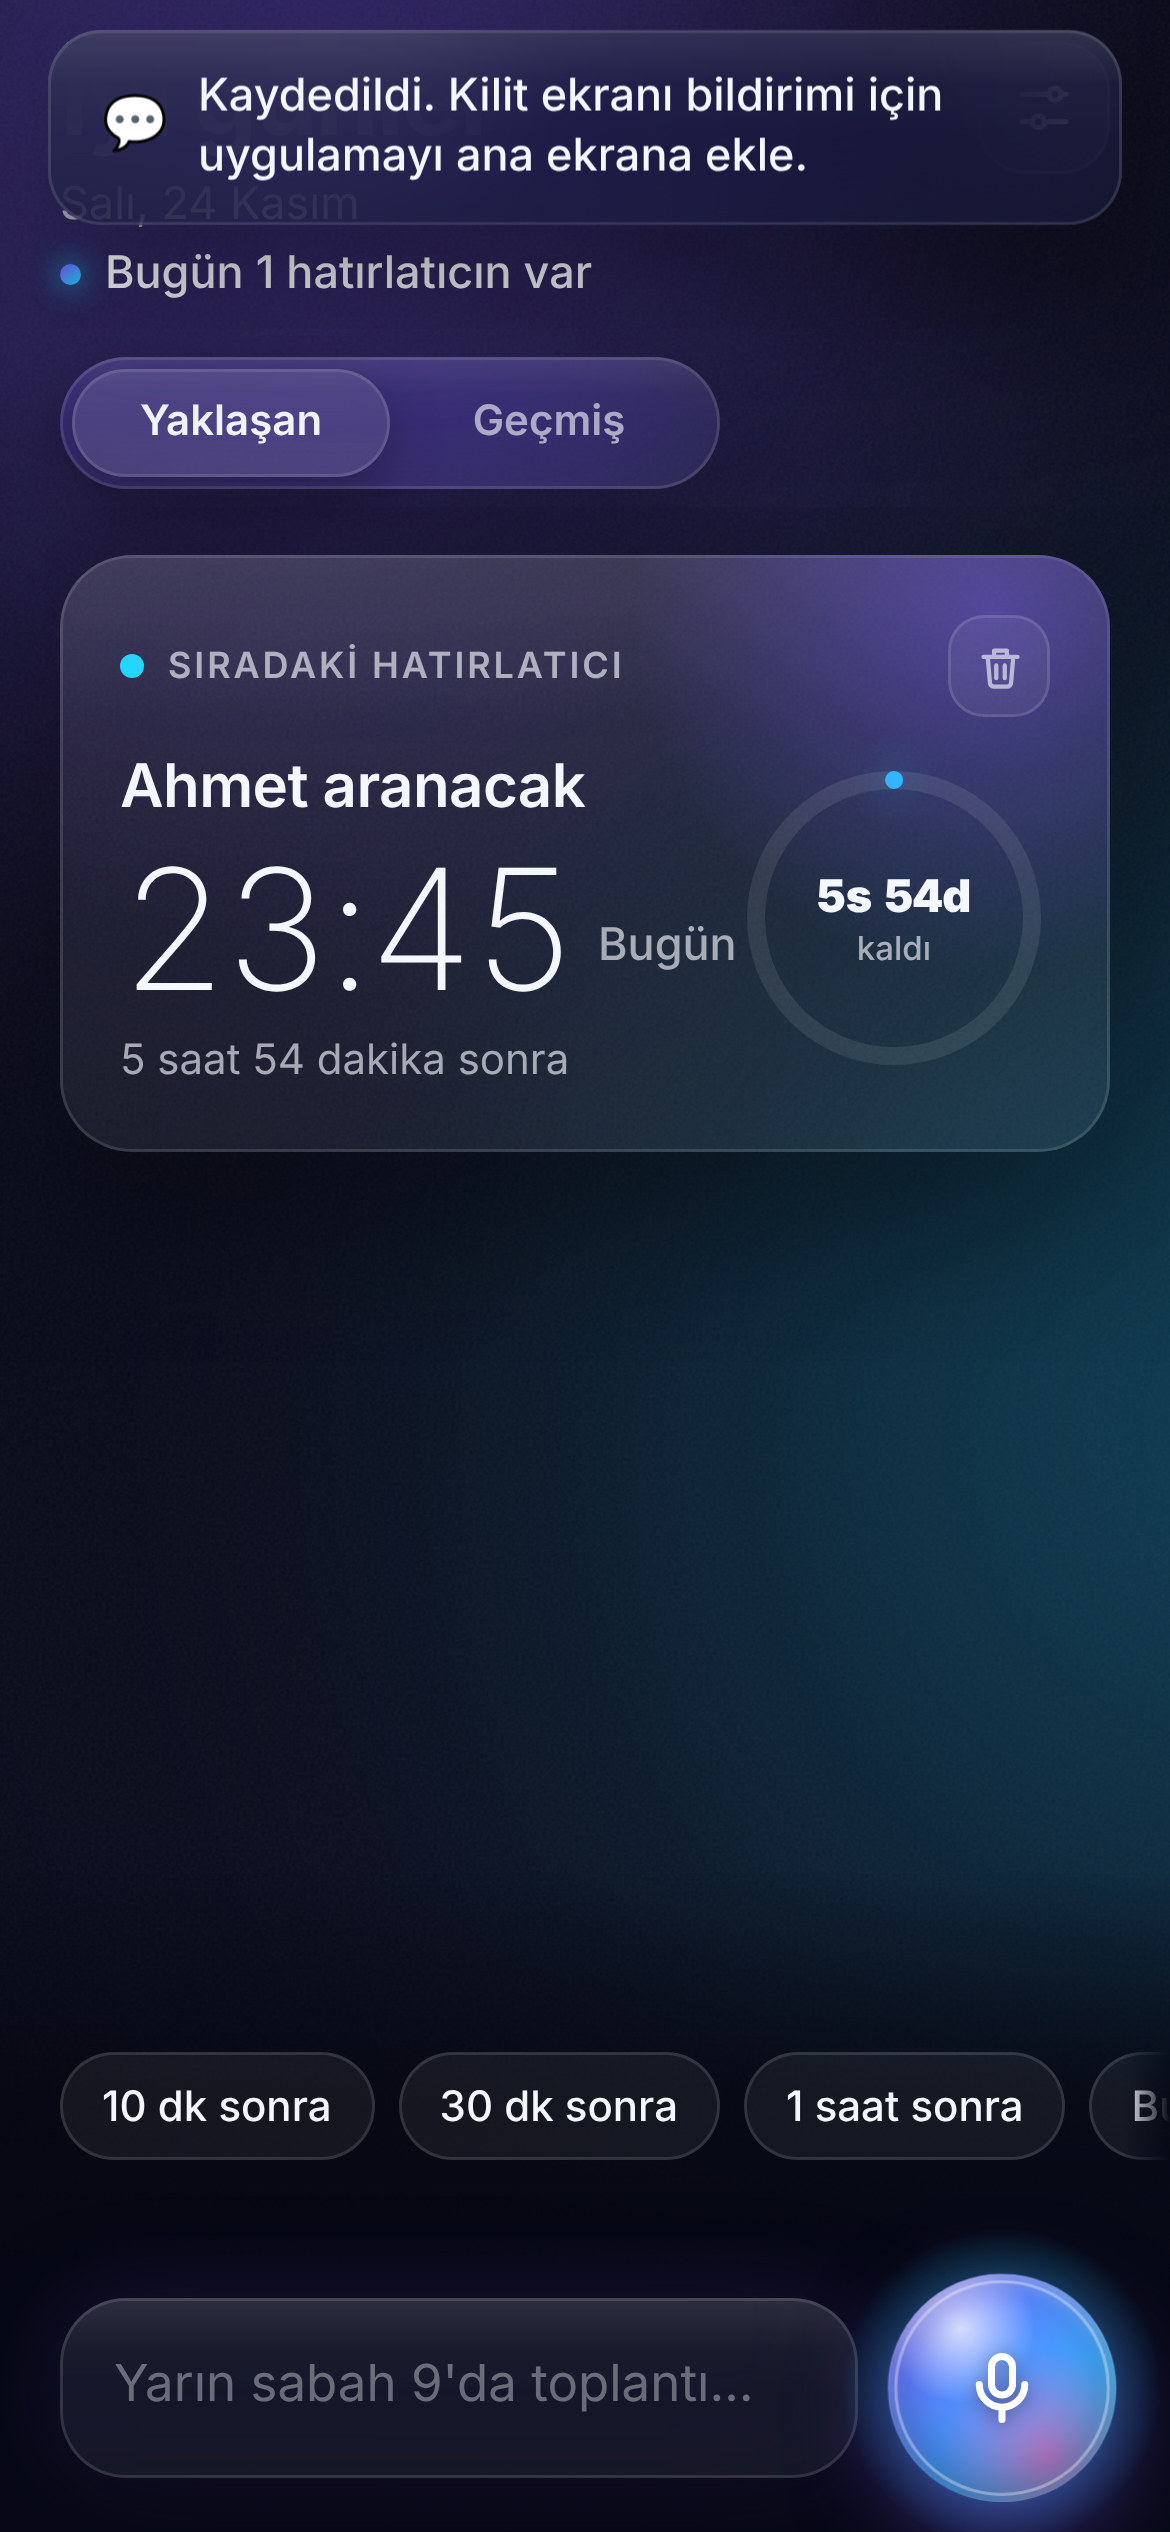 Kaydedildi. Kilit ekranı bildirimi için
uygulamayı ana ekrana ekle.
Salı, 24 Kasım
Bugün 1 hatırlatıcın var
Yaklaşan
Geçmiş
SIRADAKİ HATIRLATICI
Ahmet aranacak
23:45 Bugün
5s 54d
kaldı
5 saat 54 dakika sonra
10 dk sonra
30 dk sonra
1 saat sonra
Yarın sabah 9'da toplantı...